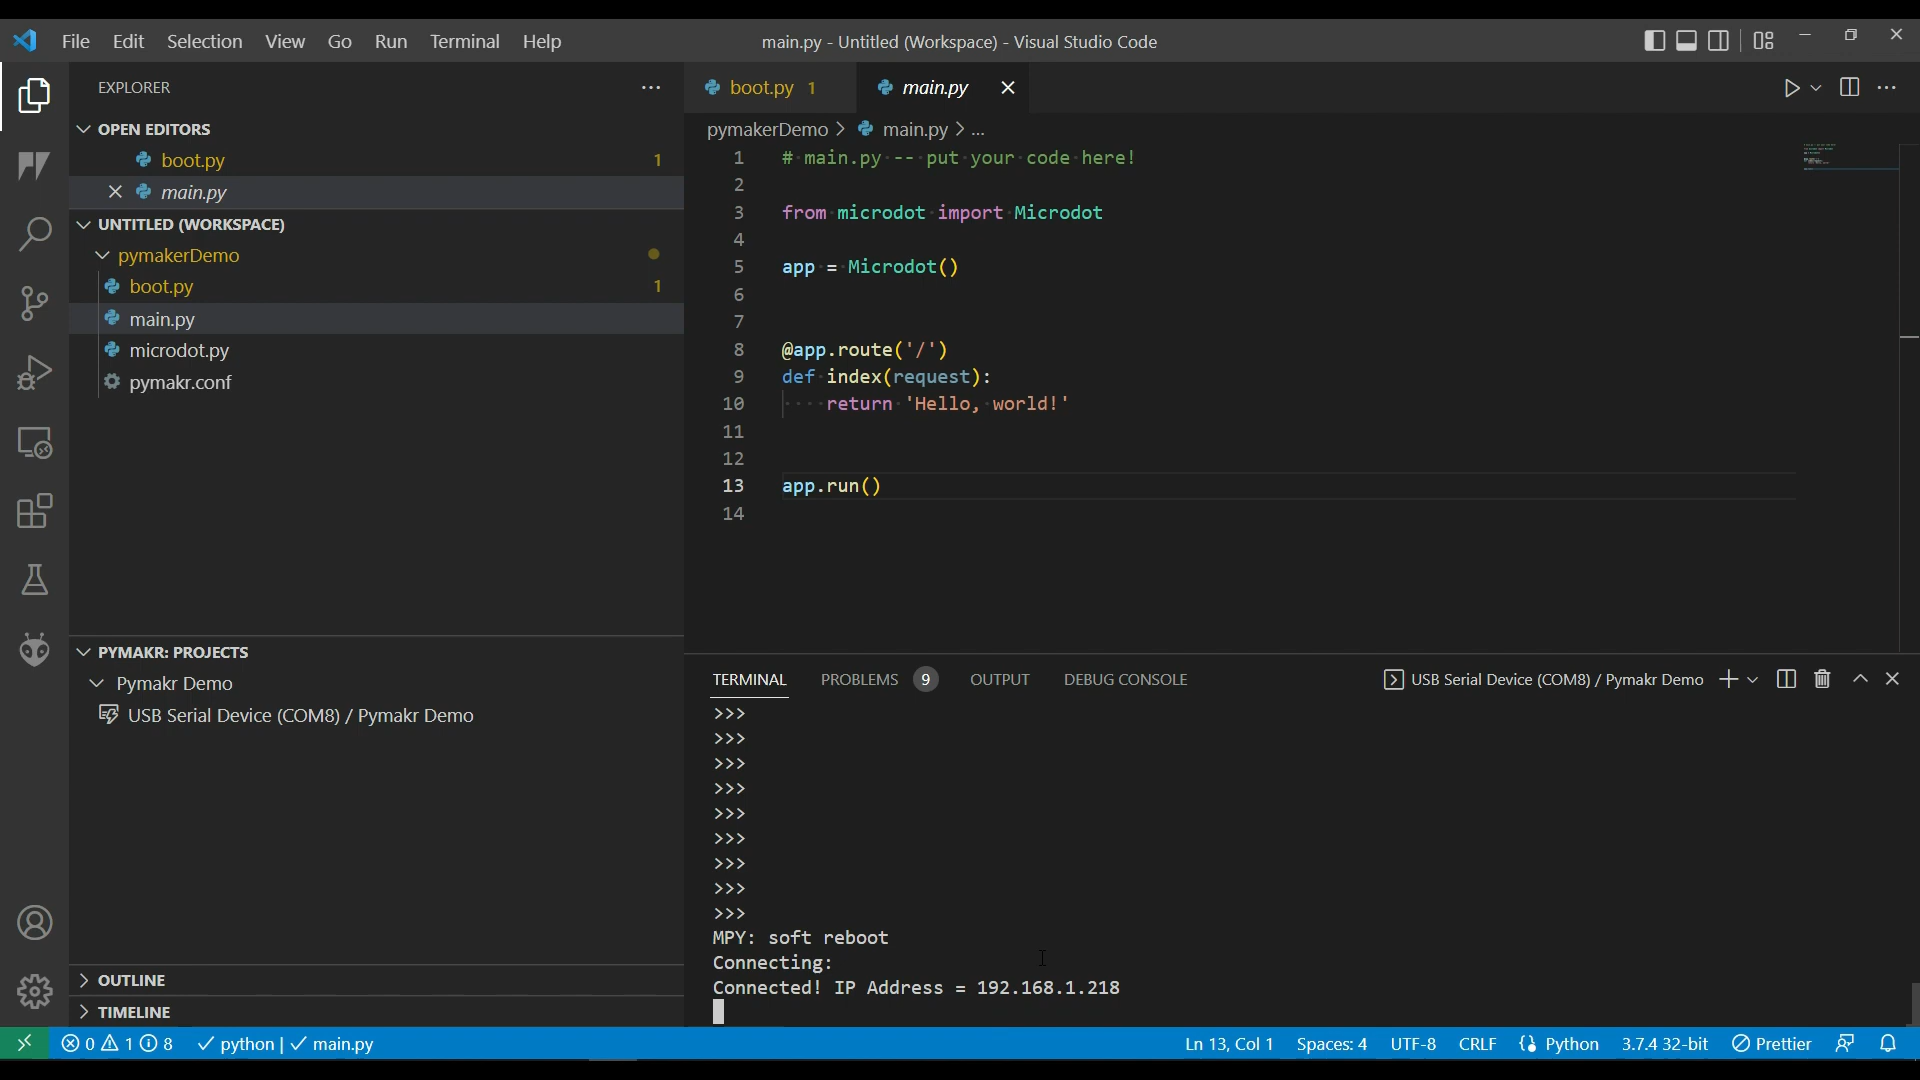 File Edit Selection View Go Run Terminal Help
main.py - Untitled (Workspace) - Visual Studio Code
EXPLORER
OPEN EDITORS
boot.py 1
main.py
UNTITLED (WORKSPACE)
pymakerDemo
boot.py 1
main.py
microdot.py
pymakr.conf
PYMAKR: PROJECTS
Pymakr Demo
USB Serial Device (COM8) / Pymakr Demo
OUTLINE
TIMELINE
boot.py 1 main.py
pymakerDemo > main.py > ...
1 # main.py -- put your code here!
2
3 from microdot import Microdot
4
5 app = Microdot()
6
7
8 @app.route('/')
9 def index(request):
10 return 'Hello, world!'
11
12
13 app.run()
14
TERMINAL PROBLEMS 9 OUTPUT DEBUG CONSOLE USB Serial Device (COM8) / Pymakr Demo
>>>
>>>
>>>
>>>
>>>
>>>
>>>
>>>
>>>
MPY: soft reboot
Connecting:
Connected! IP Address = 192.168.1.218
0 1 8 python | main.py Ln 13, Col 1 Spaces: 4 UTF-8 CRLF Python 3.7.4 32-bit Prettier